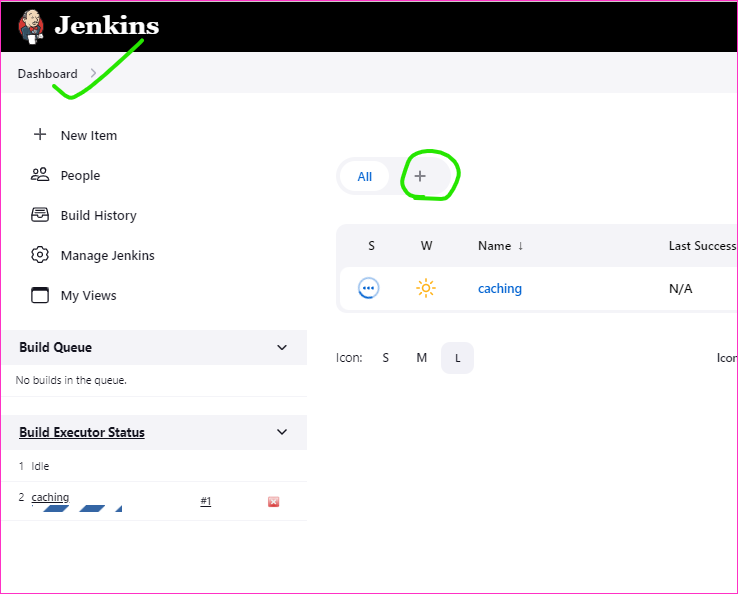 Jenkins
Dashboard
New Item
People
Build History
Manage Jenkins
My Views
Build Queue
No builds in the queue.
Build Executor Status
1 Idle
2 caching #1
All +
S W Name ↓ Last Success
caching N/A
Icon: S M L Icon